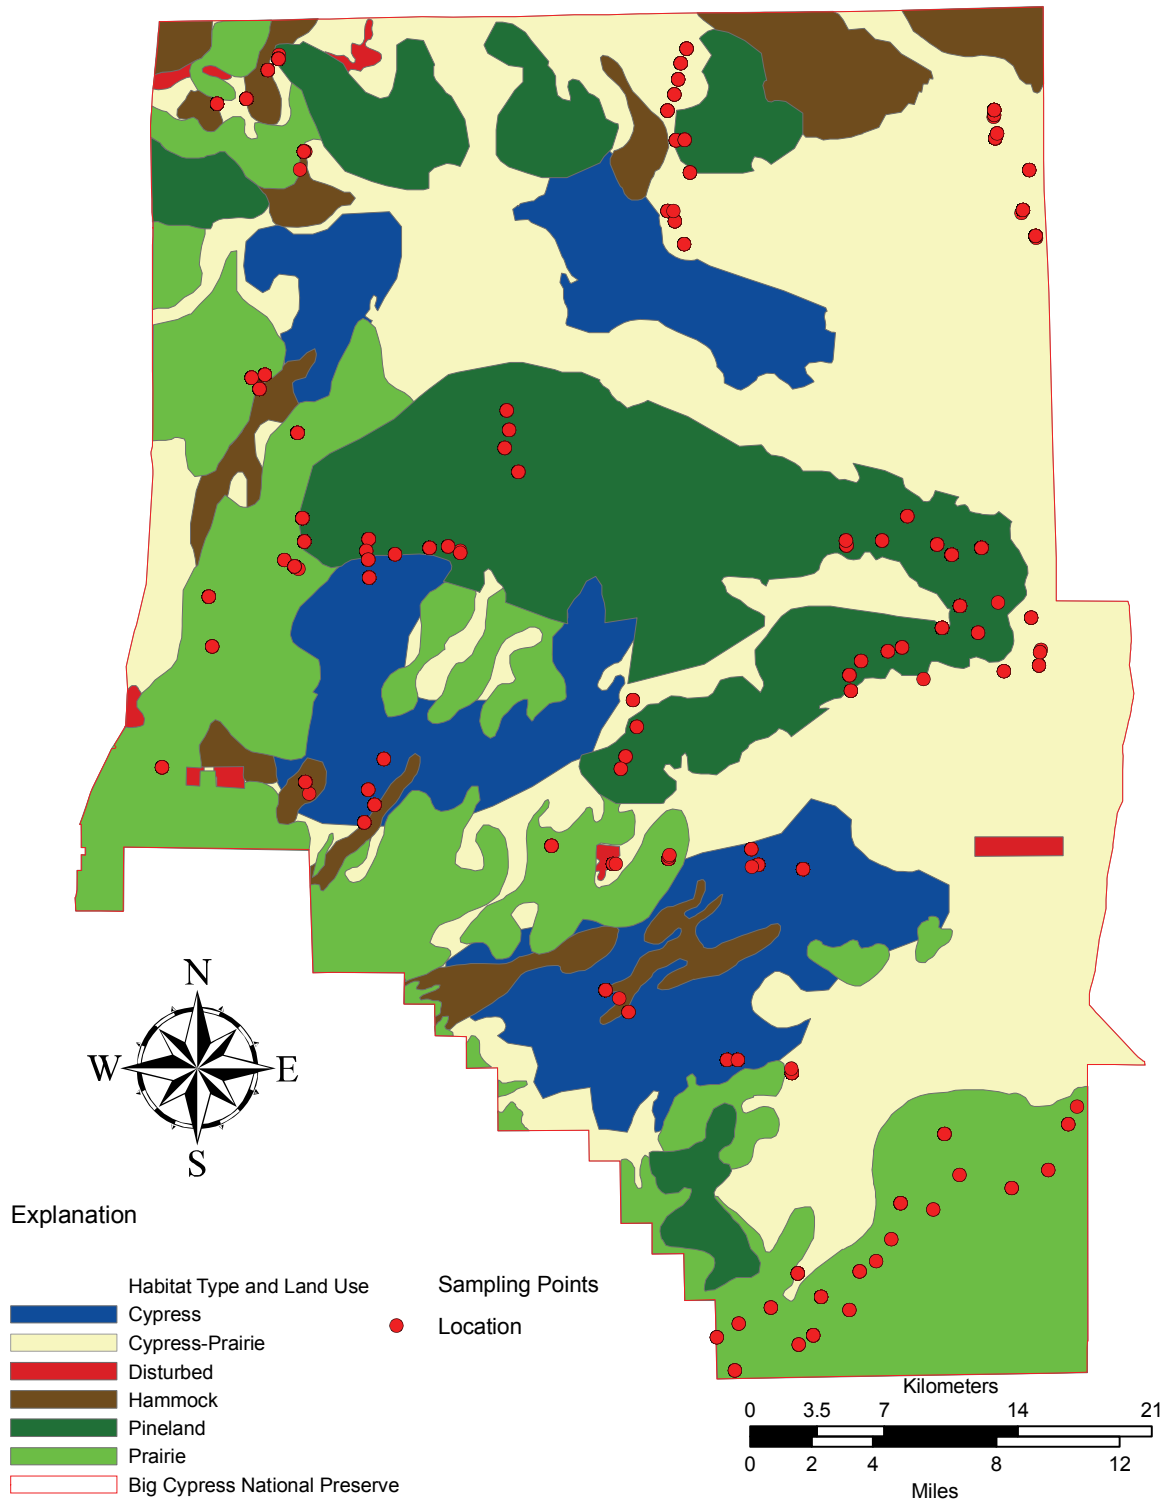 N
W E
S
Explanation
Habitat Type and Land Use
Cypress
Cypress-Prairie
Disturbed
Hammock
Pineland
Prairie
Big Cypress National Preserve
Sampling Points
Location
Kilometers
0 3.5 7 14 21
0 2 4 8 12
Miles